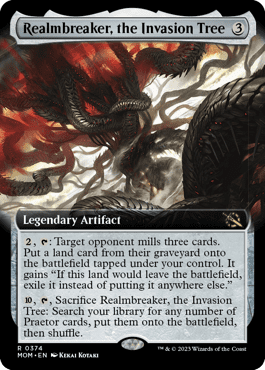 Realmbreaker, the Invasion Tree 3
Legendary Artifact
2, : Target opponent mills three cards.
Put a land card from their graveyard onto
the battlefield tapped under your control. It
gains “If this land would leave the battlefield,
exile it instead of putting it anywhere else.”
10, , Sacrifice Realmbreaker, the Invasion
Tree: Search your library for any number of
Praetor cards, put them onto the battlefield,
then shuffle.
R 0374
MOM • EN KEKAI KOTAKI
™ & © 2023 Wizards of the Coast